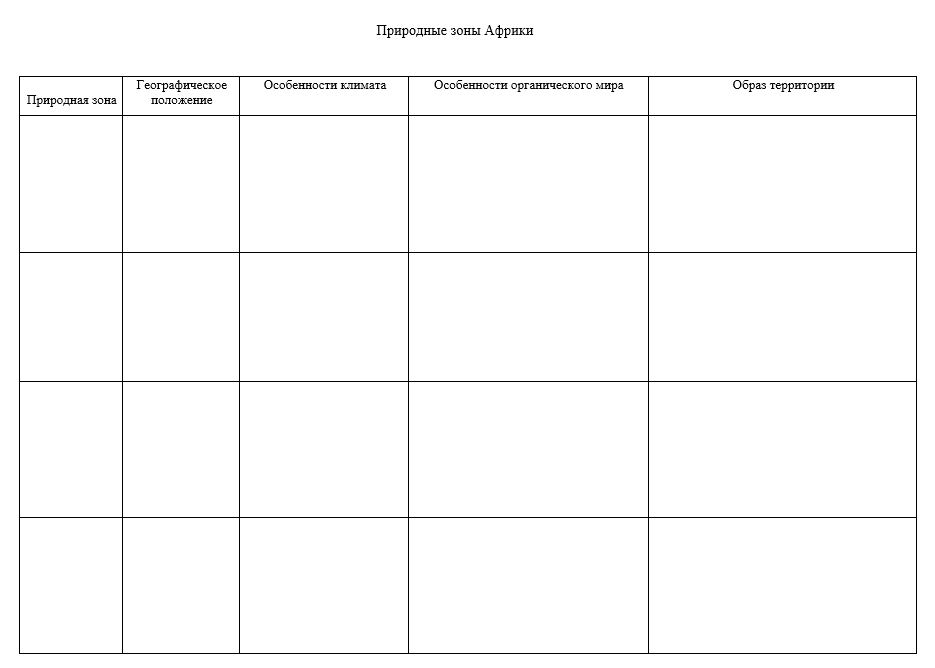 Природные зоны Африки
Природная зона
Географическое
положение
Особенности климата
Особенности органического мира
Образ территории